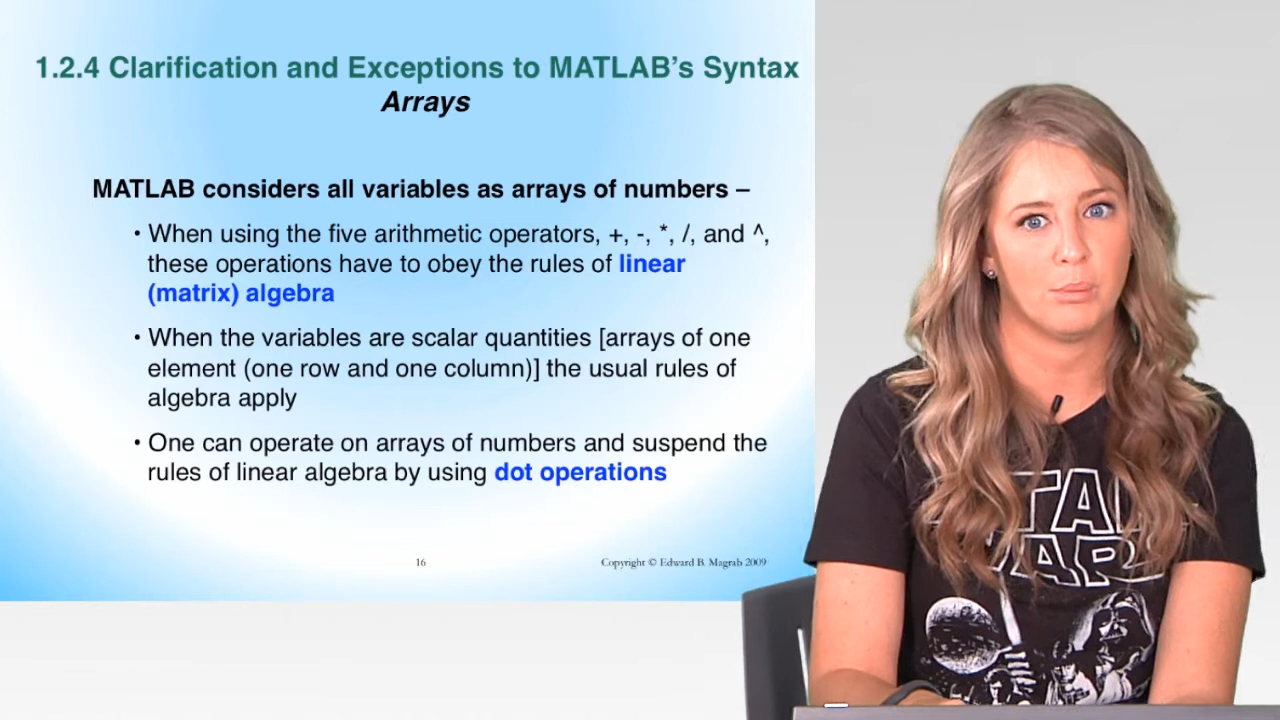 1.2.4 Clarification and Exceptions to MATLAB's Syntax
Arrays
MATLAB considers all variables as arrays of numbers –
• When using the five arithmetic operators, +, -, *, /, and ^,
these operations have to obey the rules of linear
(matrix) algebra
• When the variables are scalar quantities [arrays of one
element (one row and one column)] the usual rules of
algebra apply
• One can operate on arrays of numbers and suspend the
rules of linear algebra by using dot operations
16
Copyright © Edward B. Magrab 2009
STAR
WARS